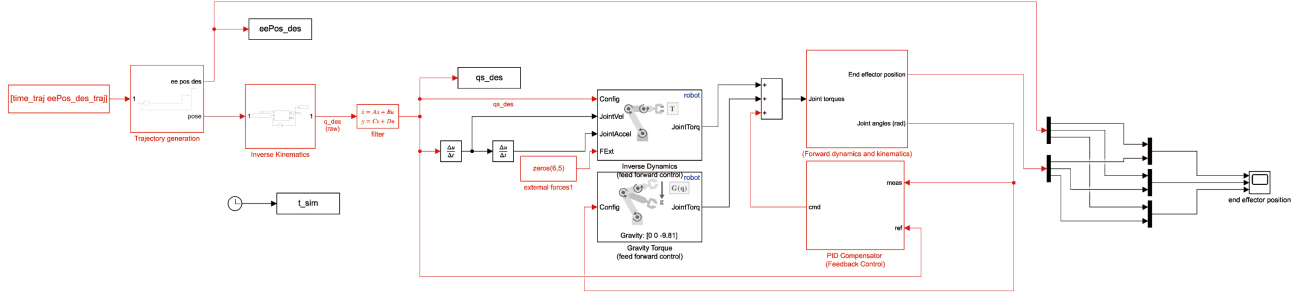 eePos_des
[time_traj eePos_des_traj]
1
ee pos des
pose
Trajectory generation
1
1
Inverse Kinematics
q_des
(raw)
ẋ = Ax + Bu
y = Cx + Du
filter
qs_des
qs_des
Δu
Δt
Δu
Δt
zeros(6,5)
external forces1
robot
Config
JointVel
JointAccel
FExt
T
JointTorq
Inverse Dynamics
(feed forward control)
robot
Config
G(q)
g
JointTorq
Gravity: [0 0 -9.81]
Gravity Torque
(feed forward control)
+
+
+
Joint torques
End effector position
Joint angles (rad)
(Forward dynamics and kinematics)
cmd
meas
ref
PID Compensator
(Feedback Control)
end effector position
t_sim